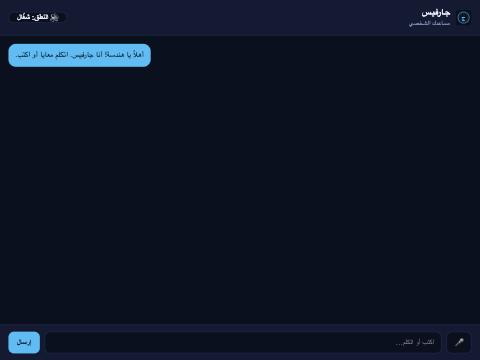 جارفيس
مساعدك الشخصي
ج
النطق: شغّال
أهلاً يا هندسة! أنا جارفيس. اتكلم معايا أو اكتب.
اكتب أو اتكلم...
إرسال